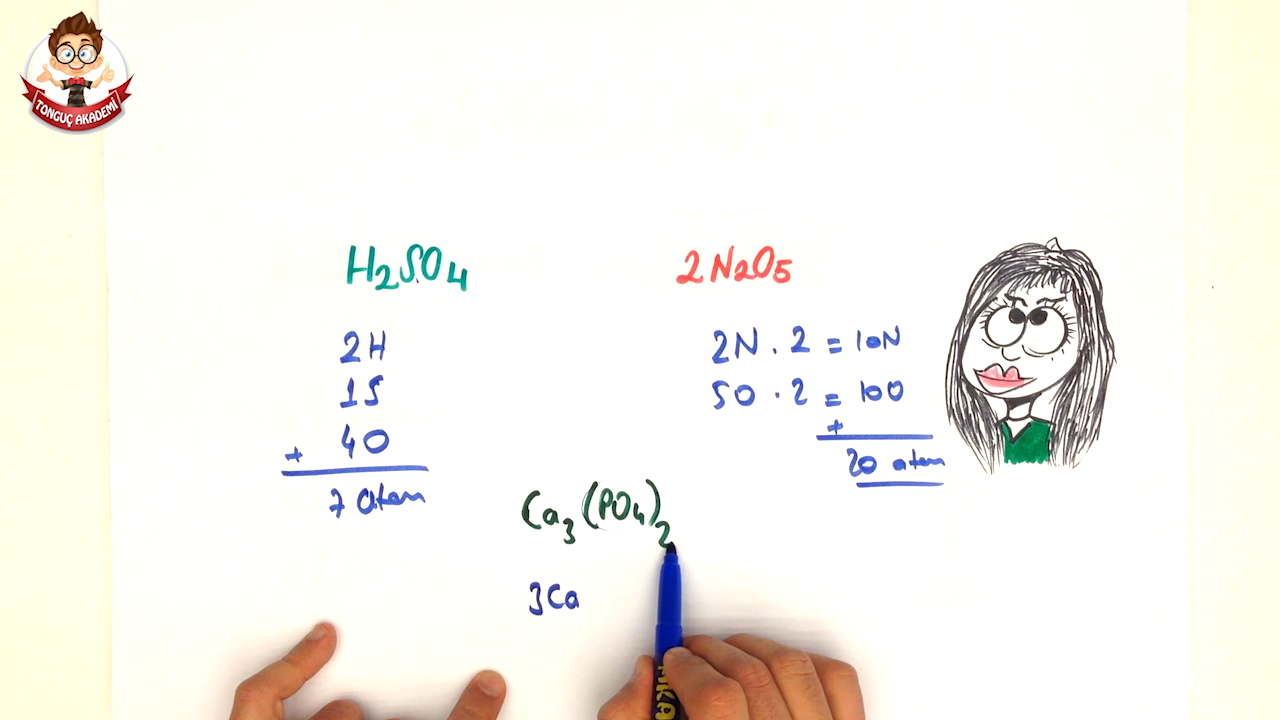 TONGUÇ AKADEMİ
H2SO4
2H
1S
+ 4O
7 atom
2N2O5
2N . 2 = 10N
5O . 2 = 10O
+
20 atom
Ca3(PO4)2
3Ca